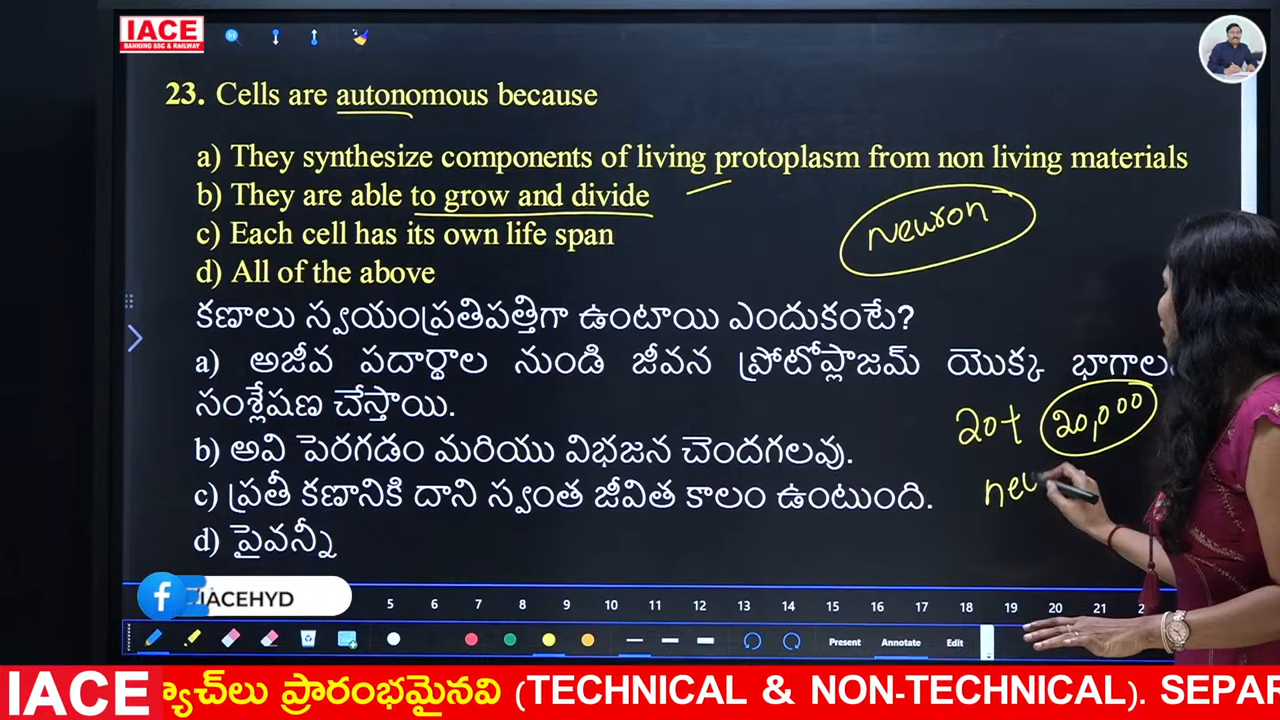 IACE
BANKING SSC & RAILWAY
23. Cells are autonomous because
a) They synthesize components of living protoplasm from non living materials
b) They are able to grow and divide
c) Each cell has its own life span
d) All of the above
neuron
కణాలు స్వయంప్రతిపత్తిగా ఉంటాయి ఎందుకంటే?
a) అజీవ పదార్థాల నుండి జీవన ప్రోటోప్లాజమ్ యొక్క
సంశ్లేషణ చేస్తాయి.
20+ 20,000
b) అవి పెరగడం మరియు విభజన చెందగలవు.
c) ప్రతీ కణానికి దాని స్వంత జీవిత కాలం ఉంటుంది.
neu
d) పైవన్నీ
f IACEHYD
5 6 7 8 9 10 11 12 13 14 15 16 17 18 19 20 21
Present Annotate Edit
IACE ప్రారంభమైనవి (TECHNICAL & NON-TECHNICAL).